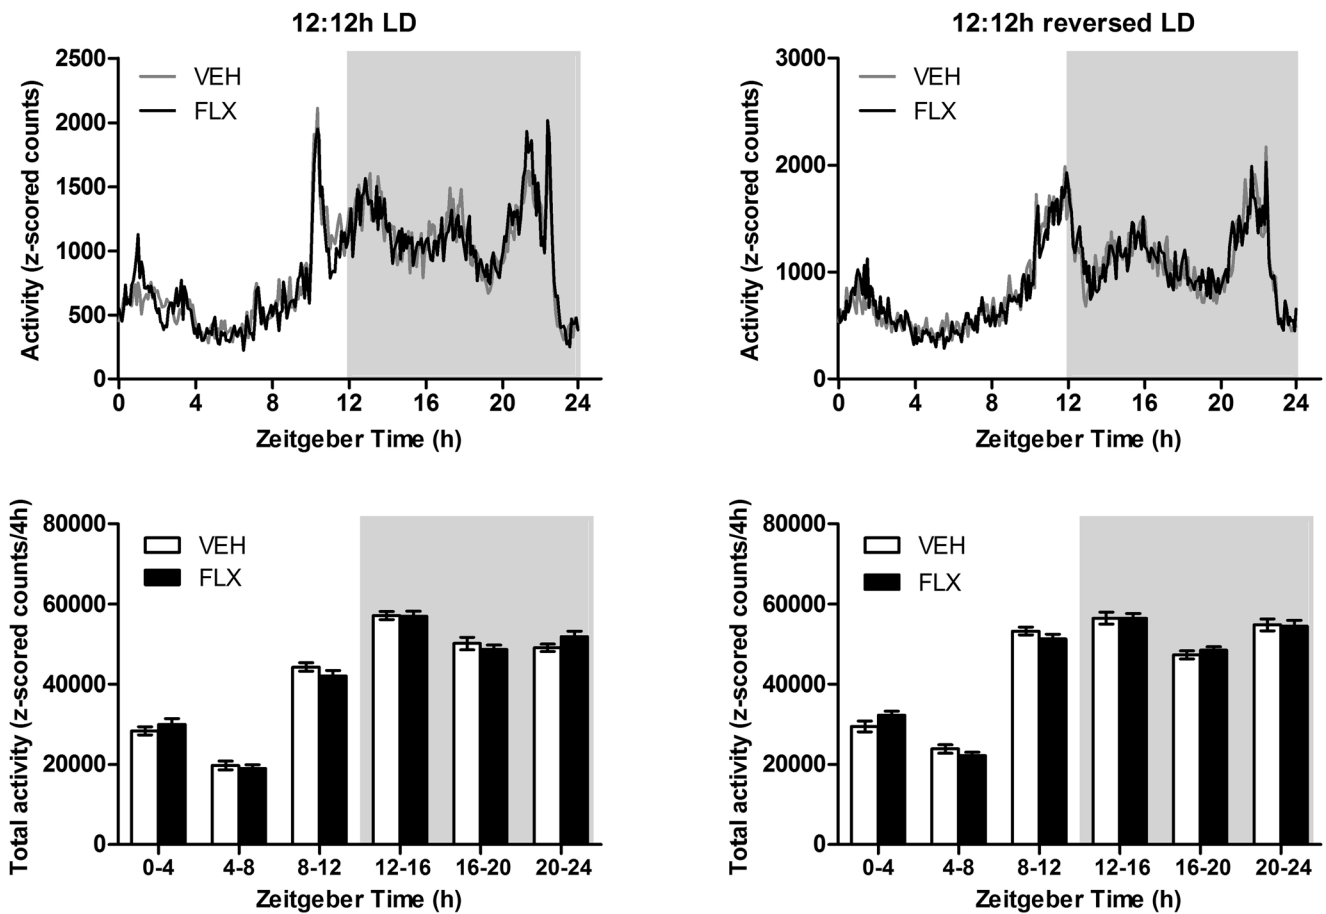 12:12h LD
Activity (z-scored counts)
2500
2000
1500
1000
500
0
VEH
FLX
0 4 8 12 16 20 24
Zeitgeber Time (h)
12:12h reversed LD
Activity (z-scored counts)
3000
2000
1000
0
VEH
FLX
0 4 8 12 16 20 24
Zeitgeber Time (h)
Total activity (z-scored counts/4h)
80000
60000
40000
20000
0
VEH
FLX
0-4 4-8 8-12 12-16 16-20 20-24
Zeitgeber Time (h)
Total activity (z-scored counts/4h)
80000
60000
40000
20000
0
VEH
FLX
0-4 4-8 8-12 12-16 16-20 20-24
Zeitgeber Time (h)